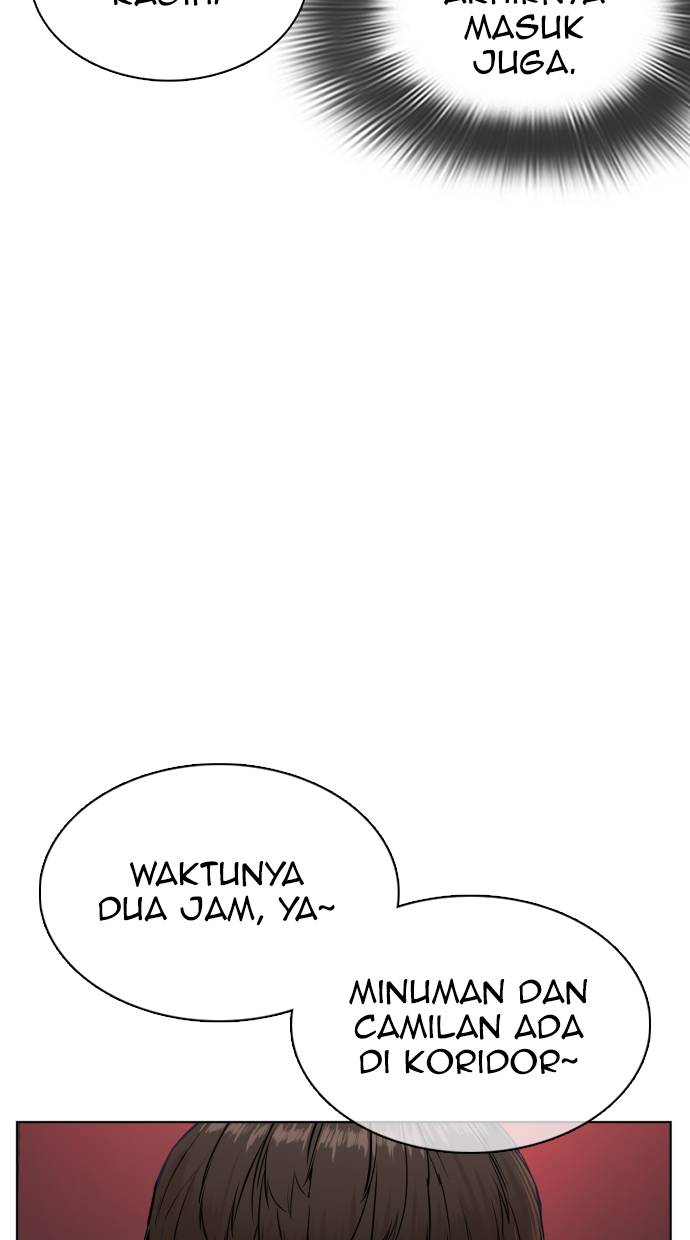 MASUK
JUGA.
WAKTUNYA
DUA JAM, YA~
MINUMAN DAN
CAMILAN ADA
DI KORIDOR~